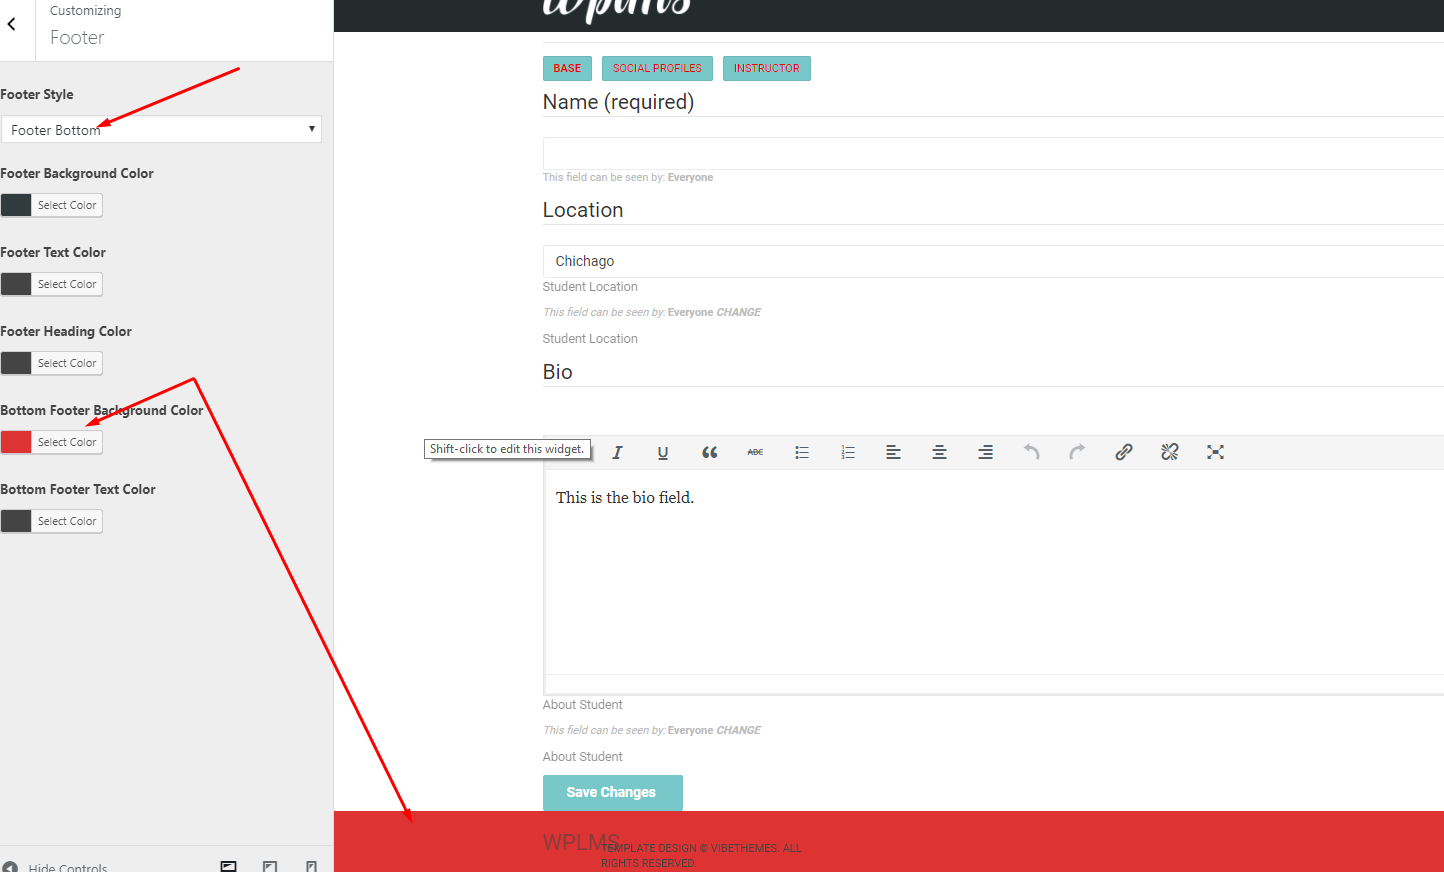 Customizing
Footer
Footer Style
Footer Bottom
Footer Background Color
Select Color
Footer Text Color
Select Color
Footer Heading Color
Select Color
Bottom Footer Background Color
Select Color
Bottom Footer Text Color
Select Color
Hide Controls
wplms
BASE
SOCIAL PROFILES
INSTRUCTOR
Name (required)
This field can be seen by: Everyone
Location
Chichago
Student Location
This field can be seen by: Everyone CHANGE
Student Location
Bio
Shift-click to edit this widget.
I
U
ABC
This is the bio field.
About Student
This field can be seen by: Everyone CHANGE
About Student
Save Changes
WPLMS
TEMPLATE DESIGN © VIBETHEMES. ALL
RIGHTS RESERVED.